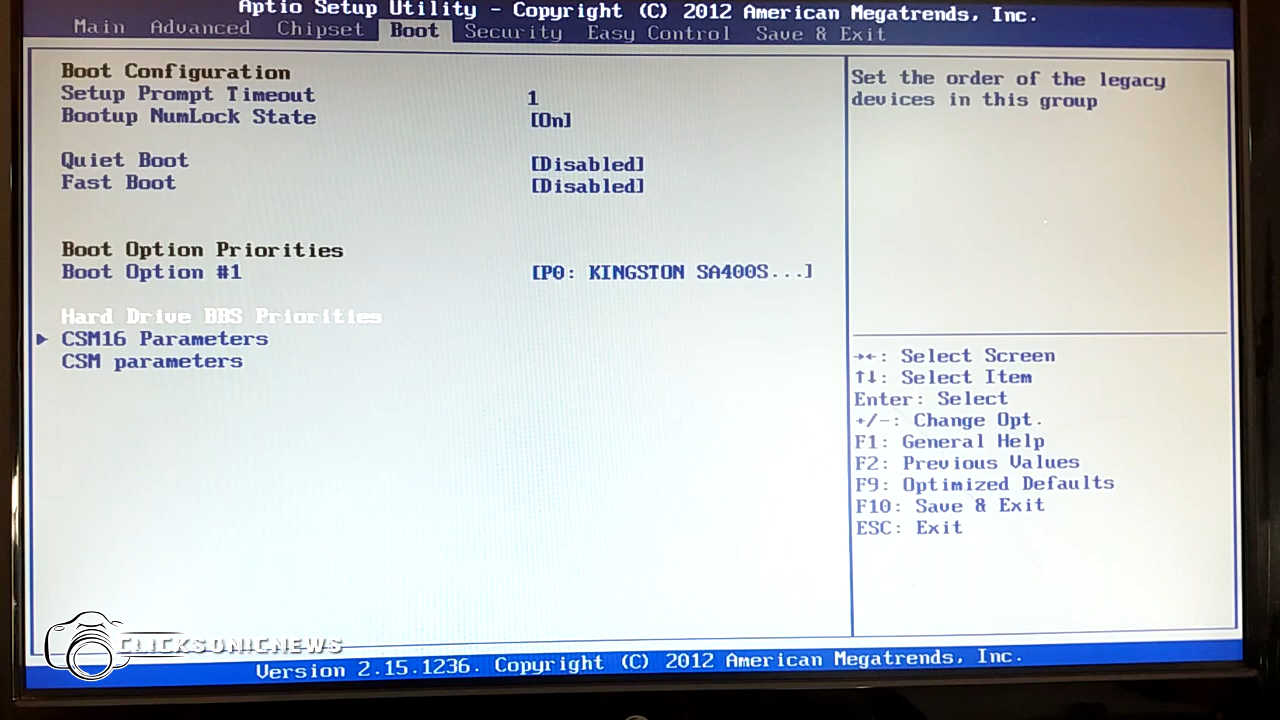 Aptio Setup Utility - Copyright (C) 2012 American Megatrends, Inc.
Main Advanced Chipset Boot Security Easy Control Save & Exit
Boot Configuration
Setup Prompt Timeout 1
Bootup NumLock State [On]
Quiet Boot [Disabled]
Fast Boot [Disabled]
Boot Option Priorities
Boot Option #1 [P0: KINGSTON SA400S...]
Hard Drive BBS Priorities
CSM16 Parameters
CSM parameters
Set the order of the legacy
devices in this group
→←: Select Screen
↑↓: Select Item
Enter: Select
+/-: Change Opt.
F1: General Help
F2: Previous Values
F9: Optimized Defaults
F10: Save & Exit
ESC: Exit
CLICKSONICNEWS
Version 2.15.1236. Copyright (C) 2012 American Megatrends, Inc.